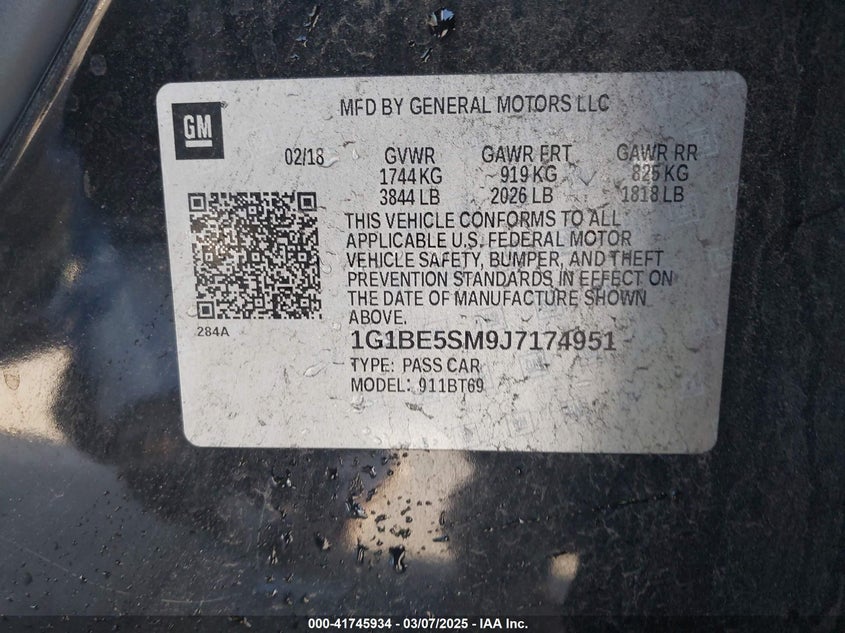 GM
MFD BY GENERAL MOTORS LLC
02/18 GVWR GAWR FRT GAWR RR
1744 KG 919 KG 825 KG
3844 LB 2026 LB 1818 LB
THIS VEHICLE CONFORMS TO ALL
APPLICABLE U.S. FEDERAL MOTOR
VEHICLE SAFETY, BUMPER, AND THEFT
PREVENTION STANDARDS IN EFFECT ON
THE DATE OF MANUFACTURE SHOWN
ABOVE.
284A
1G1BE5SM9J7174951
TYPE: PASS CAR
MODEL: 911BT69
000-41745934 - 03/07/2025 - IAA Inc.